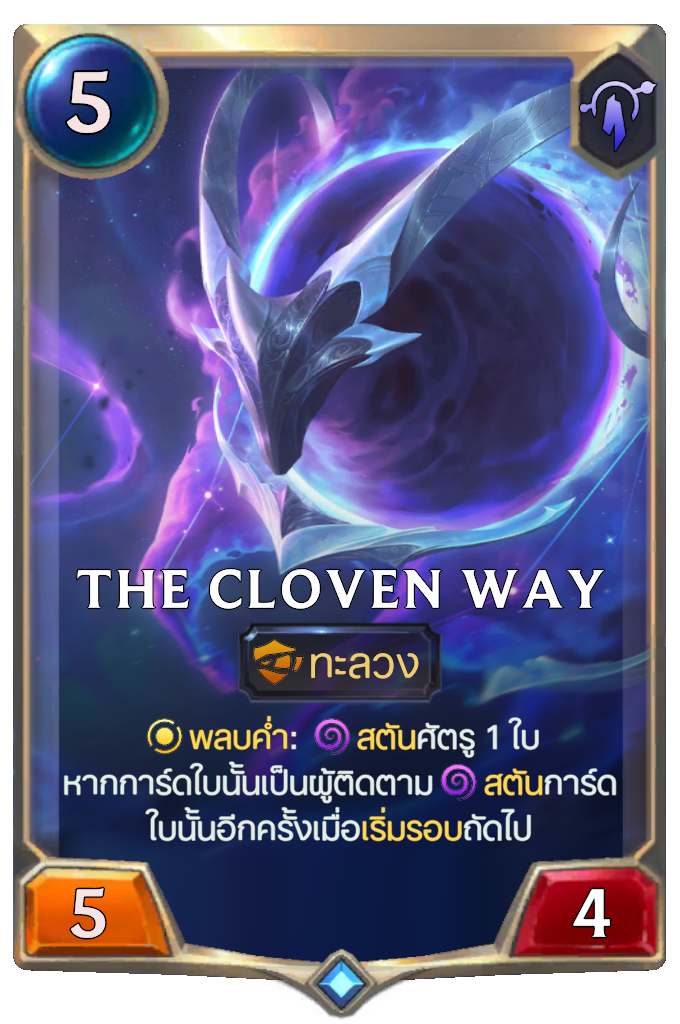 5
THE CLOVEN WAY
ทะลวง
พลบค่ำ: สตันศัตรู 1 ใบ
หากการ์ดใบนั้นเป็นผู้ติดตาม สตันการ์ด
ใบนั้นอีกครั้งเมื่อเริ่มรอบถัดไป
5
4